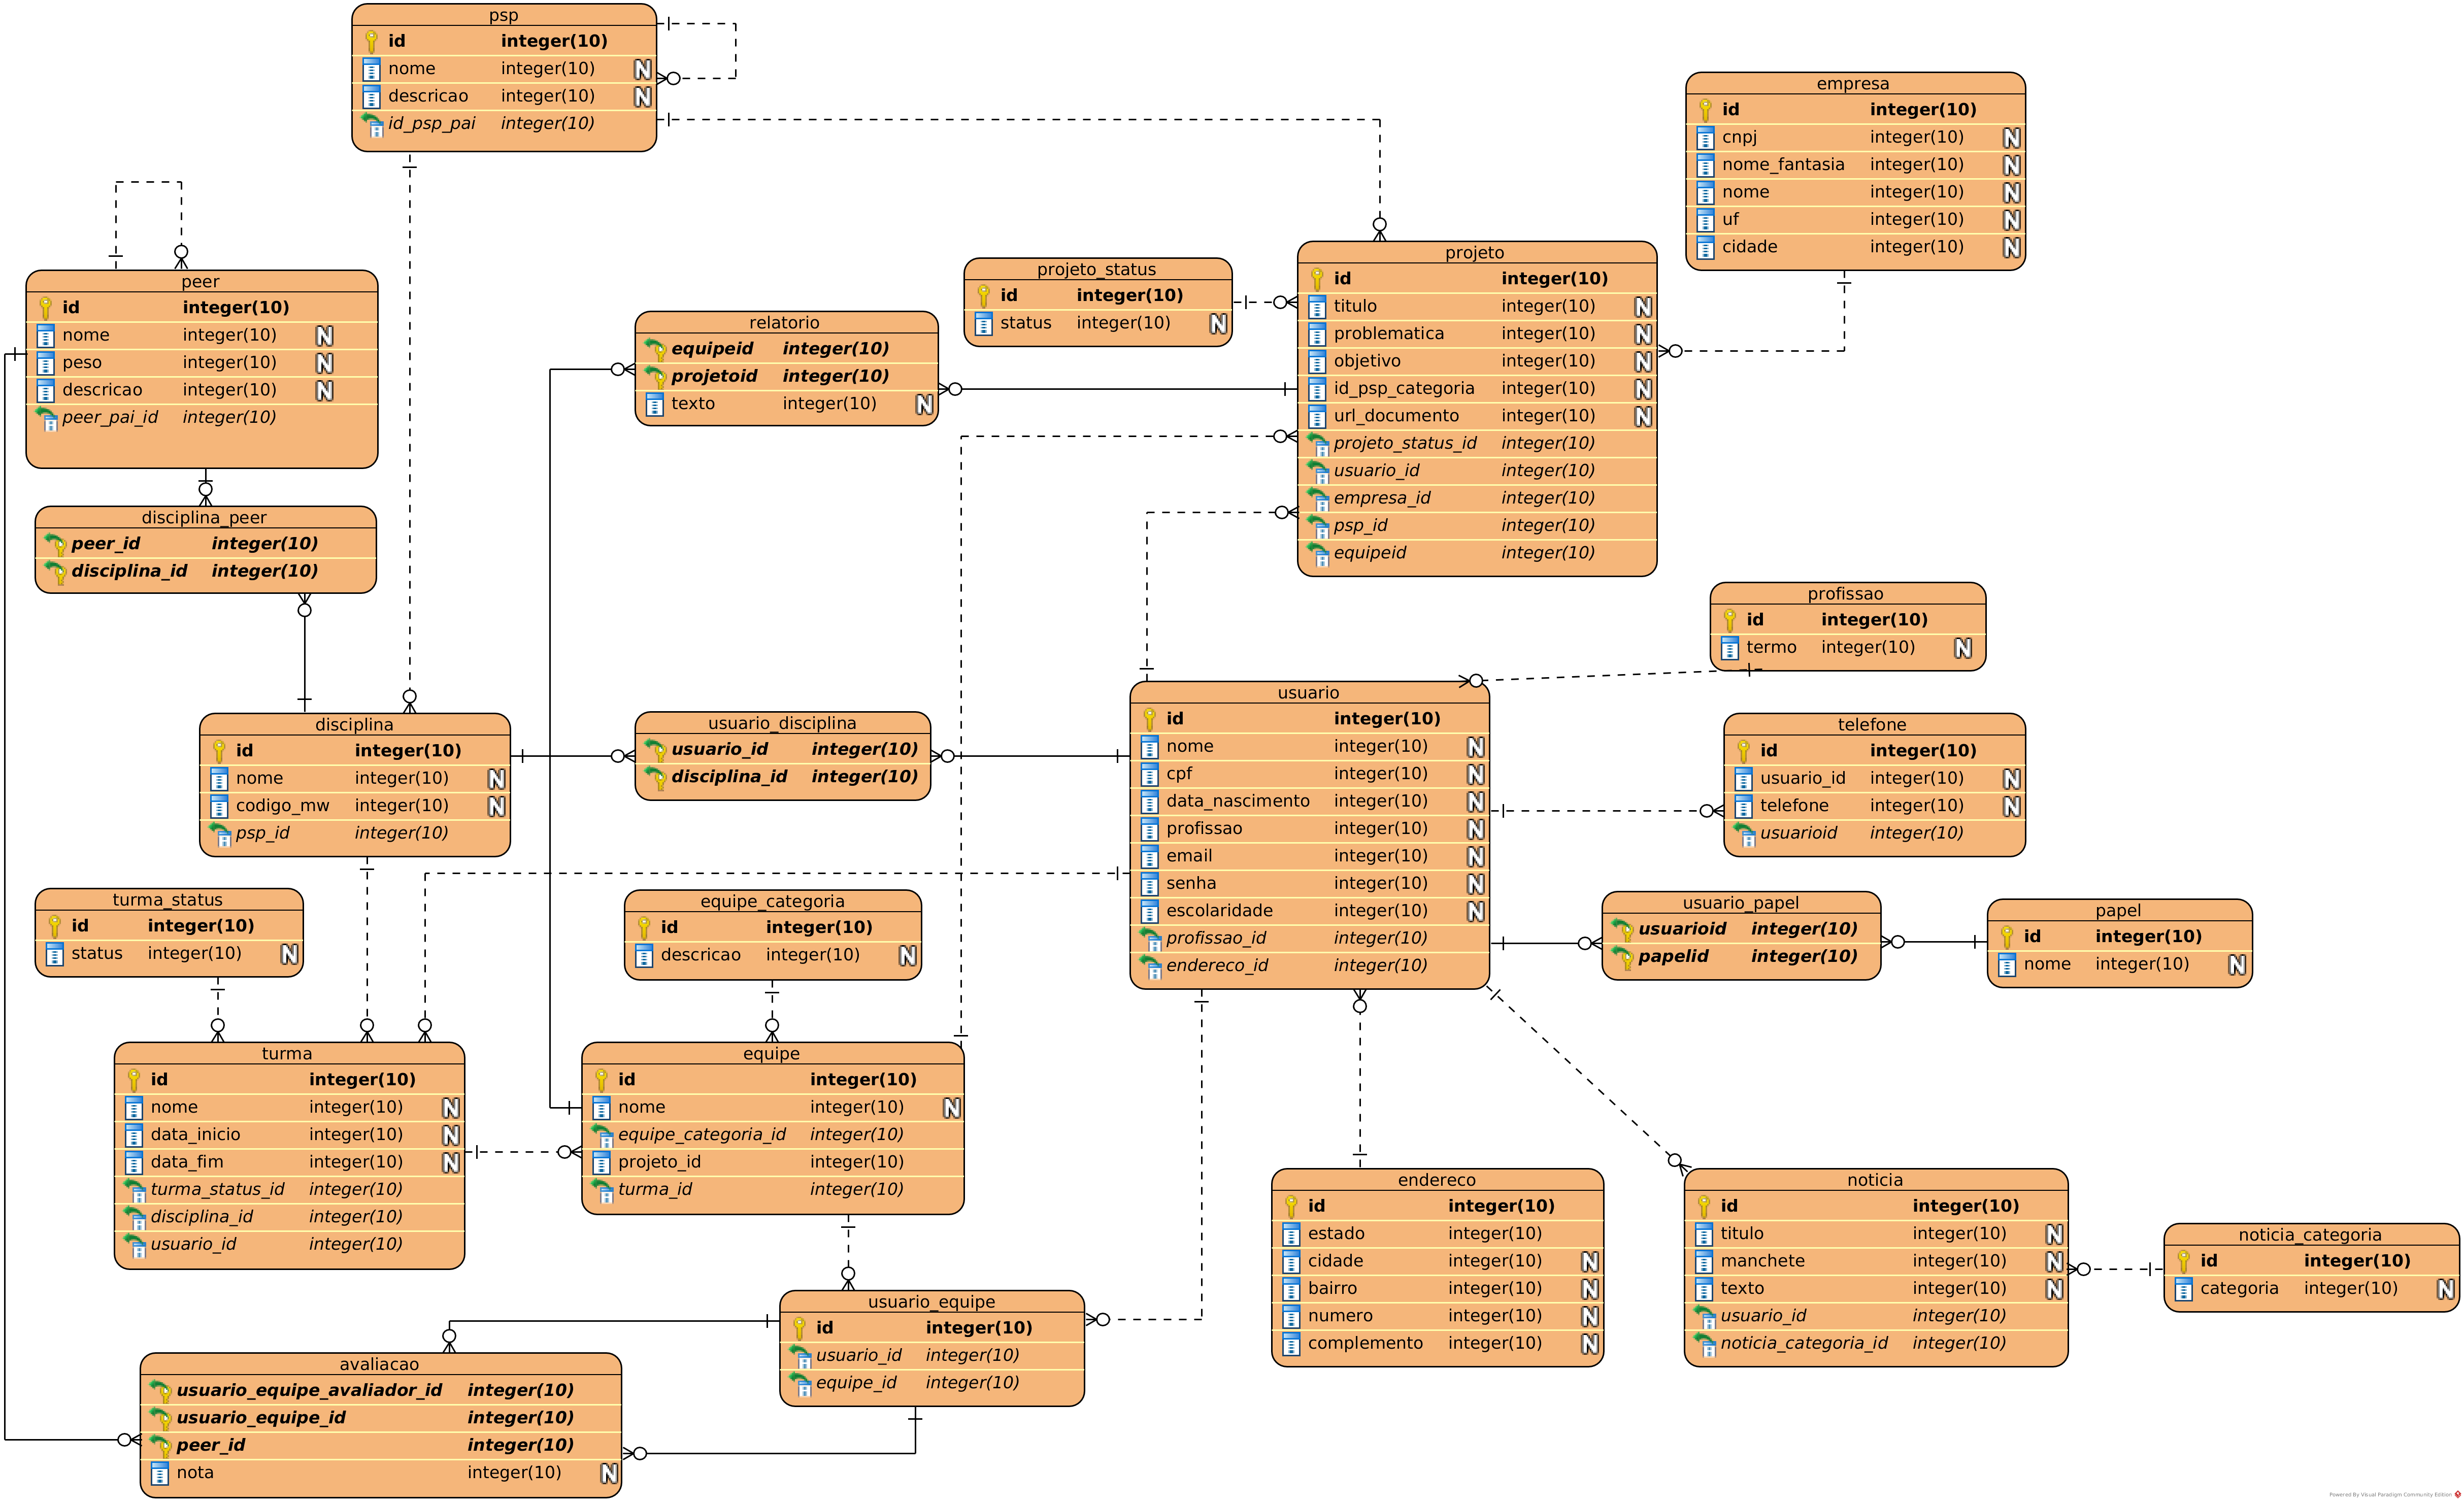 psp
id integer(10)
nome integer(10) N
descricao integer(10) N
id_psp_pai integer(10)
empresa
id integer(10)
cnpj integer(10) N
nome_fantasia integer(10) N
nome integer(10) N
uf integer(10) N
cidade integer(10) N
peer
id integer(10)
nome integer(10) N
peso integer(10) N
descricao integer(10) N
peer_pai_id integer(10)
relatorio
equipeid integer(10)
projetoid integer(10)
texto integer(10) N
projeto_status
id integer(10)
status integer(10) N
projeto
id integer(10)
titulo integer(10) N
problematica integer(10) N
objetivo integer(10) N
id_psp_categoria integer(10) N
url_documento integer(10) N
projeto_status_id integer(10)
usuario_id integer(10)
empresa_id integer(10)
psp_id integer(10)
equipeid integer(10)
disciplina_peer
peer_id integer(10)
disciplina_id integer(10)
profissao
id integer(10)
termo integer(10) N
disciplina
id integer(10)
nome integer(10) N
codigo_mw integer(10) N
psp_id integer(10)
usuario_disciplina
usuario_id integer(10)
disciplina_id integer(10)
usuario
id integer(10)
nome integer(10) N
cpf integer(10) N
data_nascimento integer(10) N
profissao integer(10) N
email integer(10) N
senha integer(10) N
escolaridade integer(10) N
profissao_id integer(10)
endereco_id integer(10)
telefone
id integer(10)
usuario_id integer(10) N
telefone integer(10) N
usuarioid integer(10)
turma_status
id integer(10)
status integer(10) N
equipe_categoria
id integer(10)
descricao integer(10) N
usuario_papel
usuarioid integer(10)
papelid integer(10)
papel
id integer(10)
nome integer(10) N
turma
id integer(10)
nome integer(10) N
data_inicio integer(10) N
data_fim integer(10) N
turma_status_id integer(10)
disciplina_id integer(10)
usuario_id integer(10)
equipe
id integer(10)
nome integer(10) N
equipe_categoria_id integer(10)
projeto_id integer(10)
turma_id integer(10)
endereco
id integer(10)
estado integer(10)
cidade integer(10) N
bairro integer(10) N
numero integer(10) N
complemento integer(10) N
noticia
id integer(10)
titulo integer(10) N
manchete integer(10) N
texto integer(10) N
usuario_id integer(10)
noticia_categoria_id integer(10)
noticia_categoria
id integer(10)
categoria integer(10) N
usuario_equipe
id integer(10)
usuario_id integer(10)
equipe_id integer(10)
avaliacao
usuario_equipe_avaliador_id integer(10)
usuario_equipe_id integer(10)
peer_id integer(10)
nota integer(10) N
Powered By Visual Paradigm Community Edition